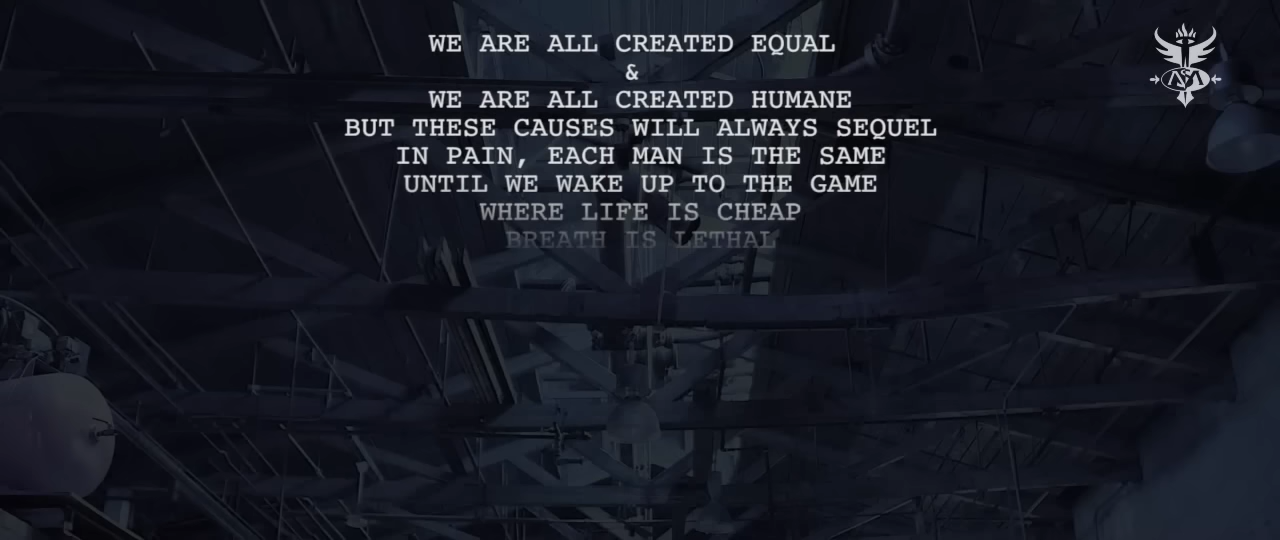 WE ARE ALL CREATED EQUAL
&
WE ARE ALL CREATED HUMANE
BUT THESE CAUSES WILL ALWAYS SEQUEL
IN PAIN, EACH MAN IS THE SAME
UNTIL WE WAKE UP TO THE GAME
WHERE LIFE IS CHEAP
BREATH IS LETHAL